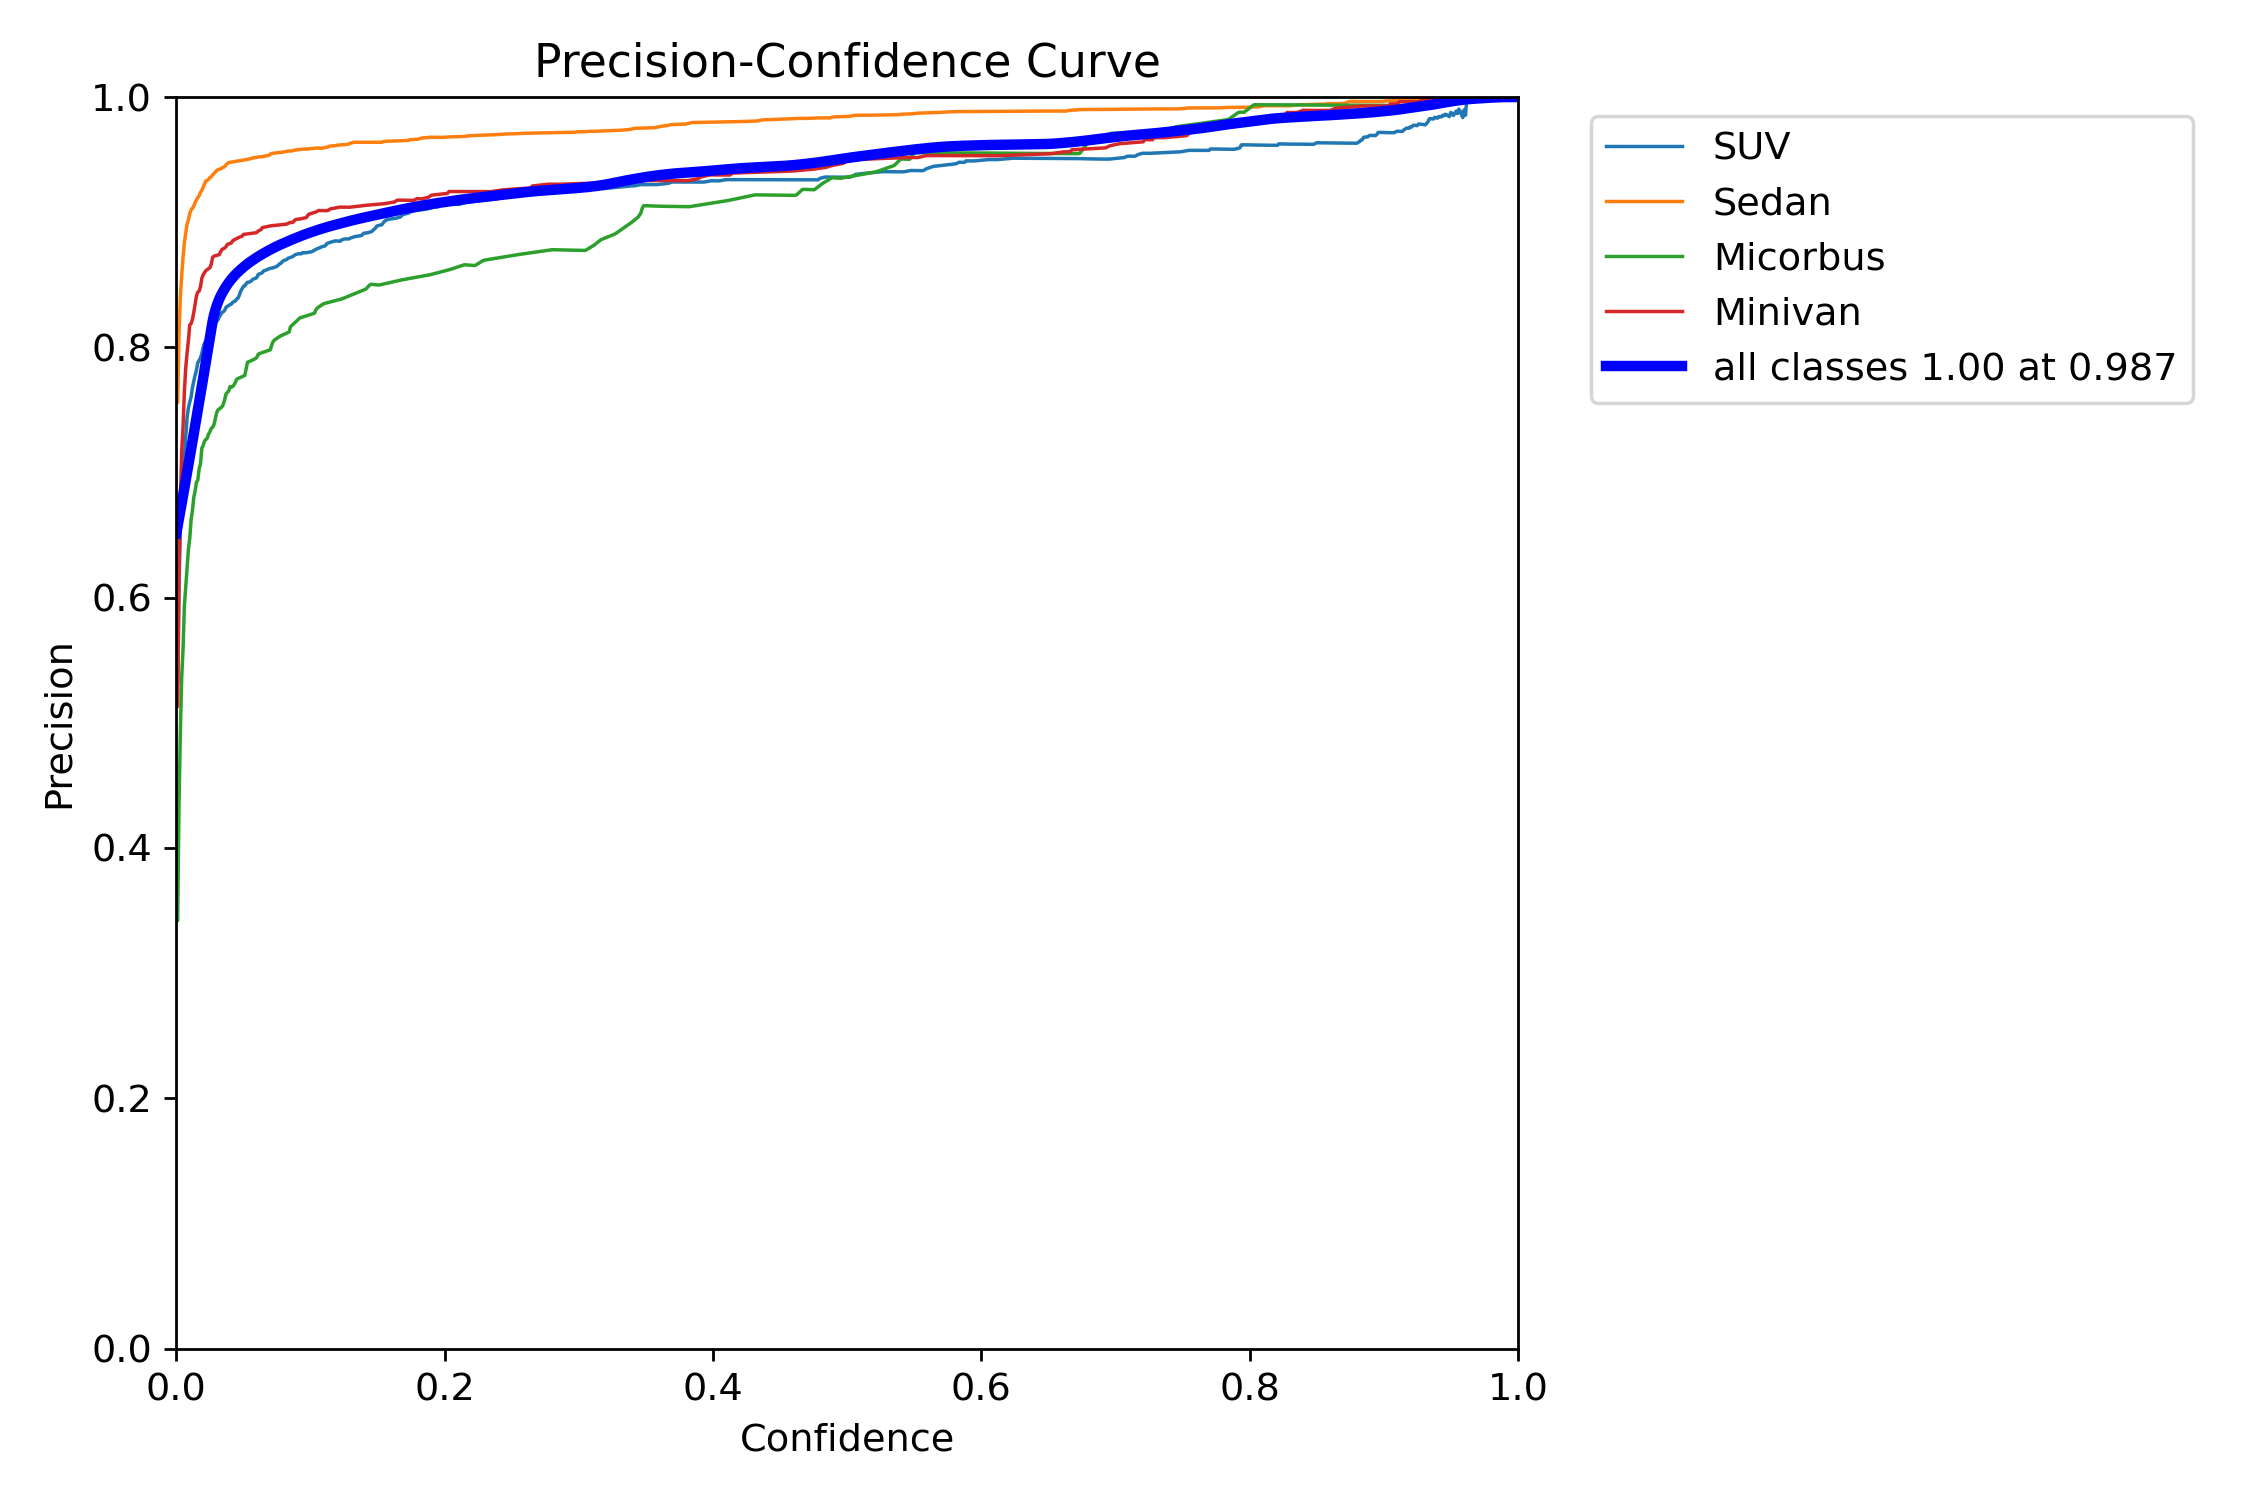 Precision-Confidence Curve
1.0
0.8
0.6
0.4
0.2
0.0
Precision
0.0 0.2 0.4 0.6 0.8 1.0
Confidence
SUV
Sedan
Micorbus
Minivan
all classes 1.00 at 0.987